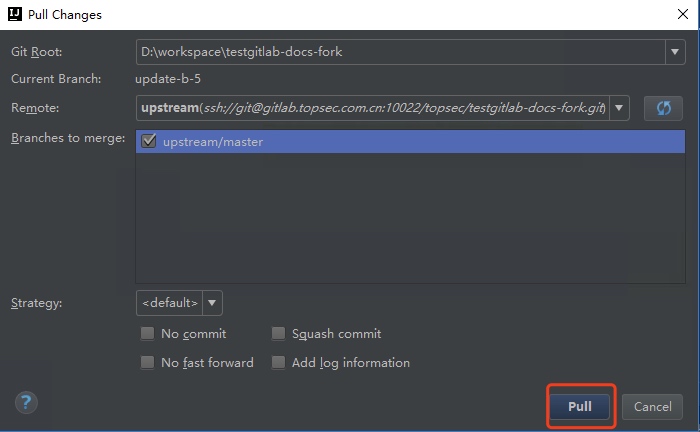 Pull Changes
Git Root: D:\workspace\testgitlab-docs-fork
Current Branch: update-b-5
Remote: upstream(ssh://git@gitlab.topsec.com.cn:10022/topsec/testgitlab-docs-fork.git)
Branches to merge: upstream/master
Strategy: <default>
No commit Squash commit
No fast forward Add log information
? Pull Cancel